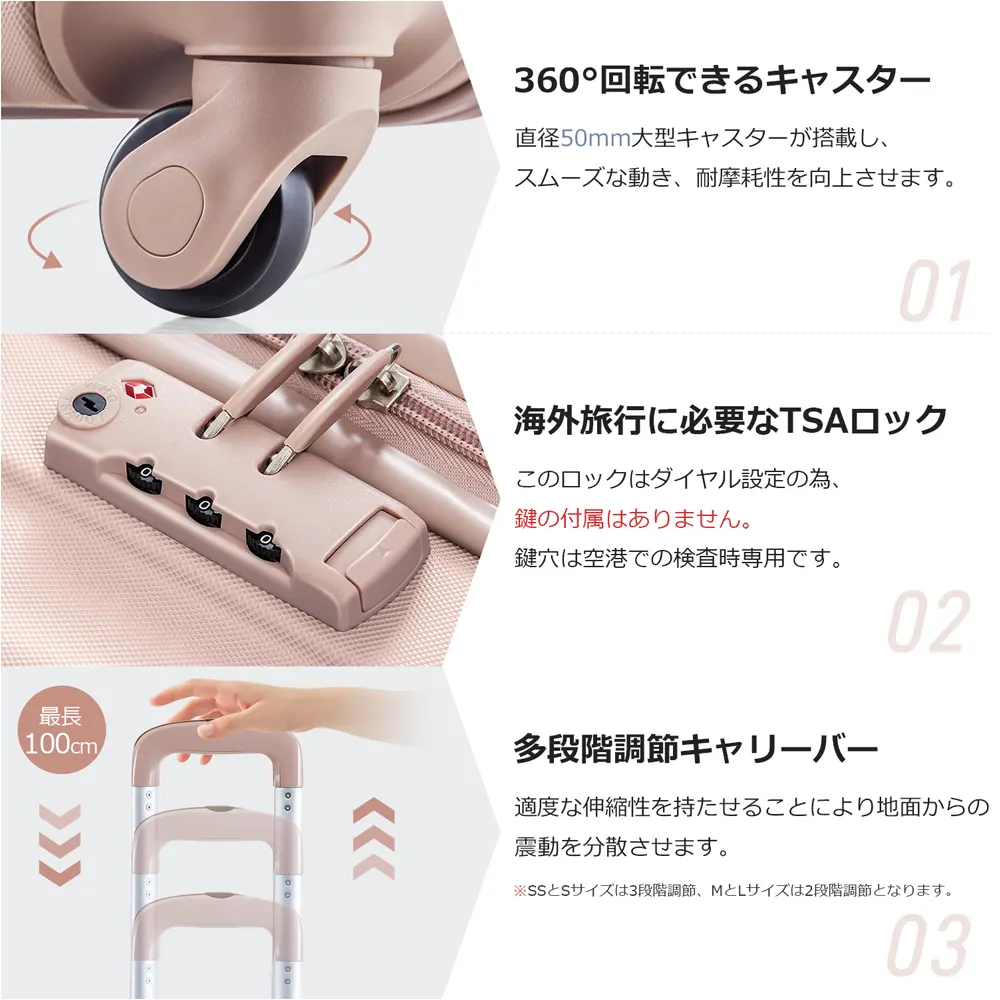 360°回転できるキャスター
直径50mm大型キャスターが搭載し、
スムーズな動き、耐摩耗性を向上させます。
01
海外旅行に必要なTSAロック
このロックはダイヤル設定の為、
鍵の付属はありません。
鍵穴は空港での検査時専用です。
0
0
0
02
最長
100cm
多段階調節キャリーバー
適度な伸縮性を持たせることにより地面からの
震動を分散させます。
※SSとSサイズは3段階調節、MとLサイズは2段階調節となります。
03